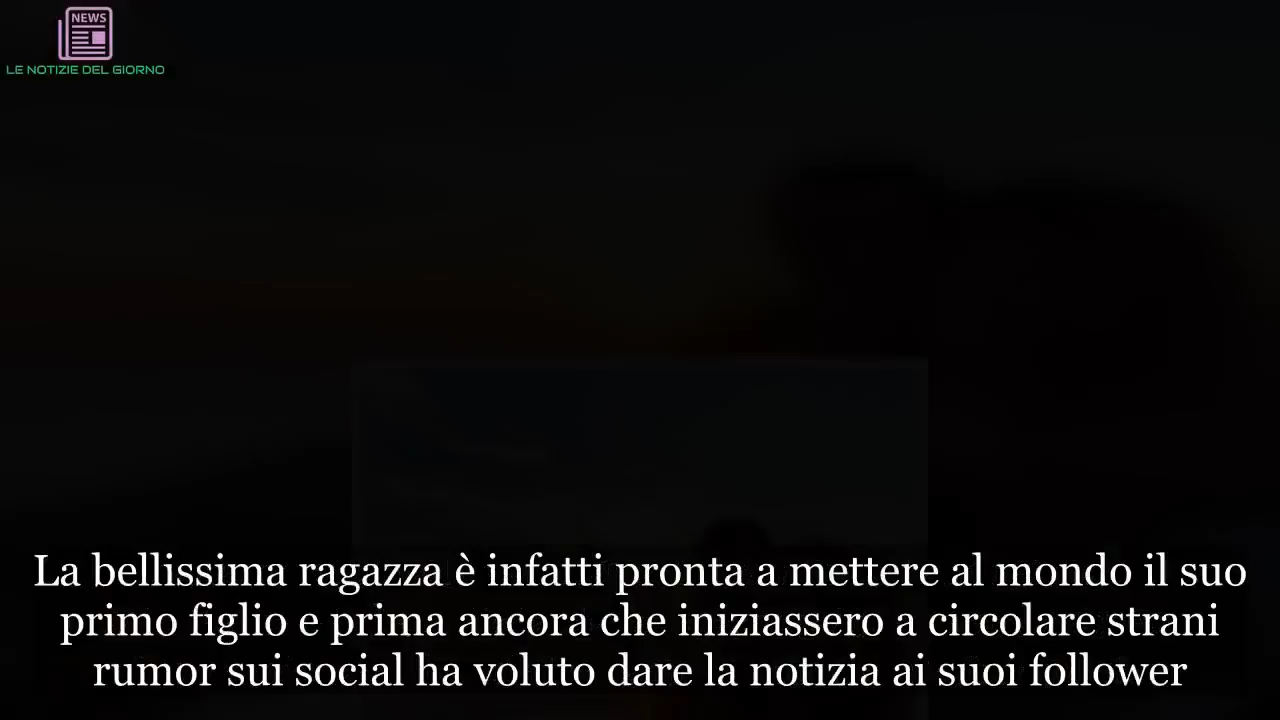 NEWS
LE NOTIZIE DEL GIORNO
La bellissima ragazza è infatti pronta a mettere al mondo il suo
primo figlio e prima ancora che iniziassero a circolare strani
rumor sui social ha voluto dare la notizia ai suoi follower